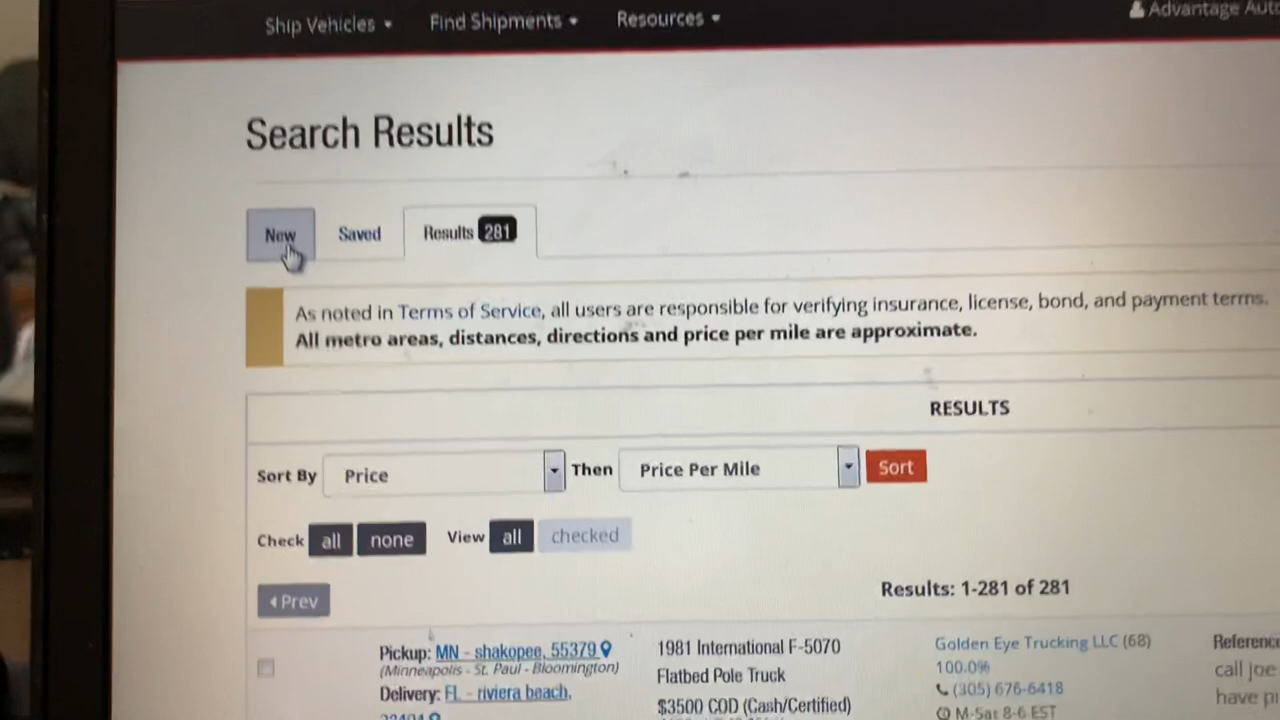 Ship Vehicles Find Shipments Resources Advantage Auto
Search Results
New Saved Results 281
As noted in Terms of Service, all users are responsible for verifying insurance, license, bond, and payment terms.
All metro areas, distances, directions and price per mile are approximate.
RESULTS
Sort By Price Then Price Per Mile Sort
Check all none View all checked
Prev Results: 1-281 of 281
Pickup: MN - shakopee, 55379 1981 International F-5070 Golden Eye Trucking LLC (68) Reference
(Minneapolis - St. Paul - Bloomington) Flatbed Pole Truck 100.0% call joe
Delivery: FL - riviera beach, $3500 COD (Cash/Certified) (305) 676-6418 have pi
M-Sat 8-6 EST